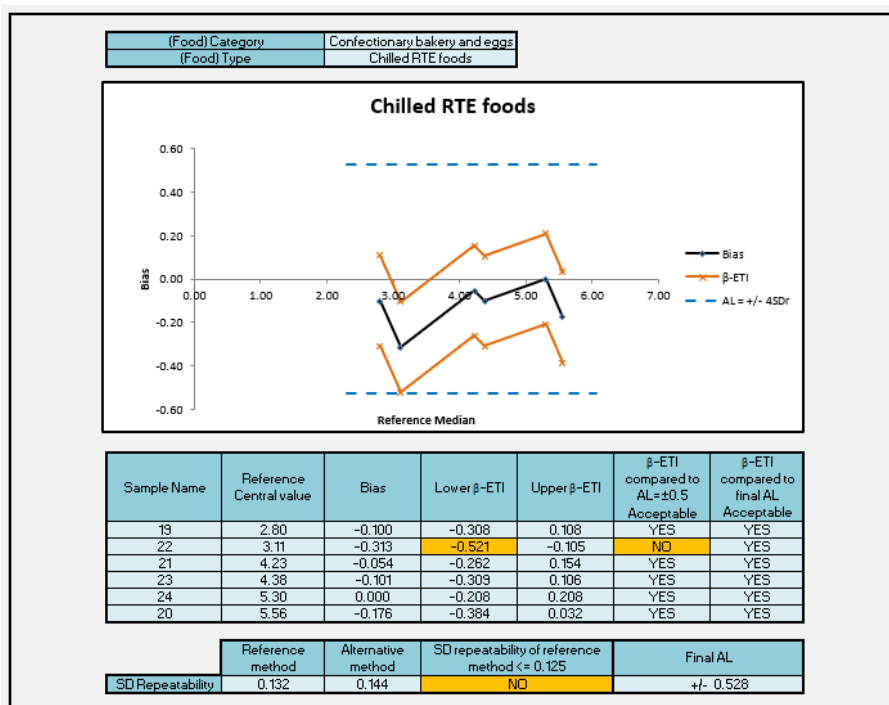 (Food) Category Confectionary bakery and eggs
(Food) Type Chilled RTE foods
Chilled RTE foods
0.60
0.40
0.20
0.00
-0.20
-0.40
-0.60
Bias
0.00 1.00 2.00 3.00 4.00 5.00 6.00 7.00
Reference Median
Bias
β-ETI
AL = +/- 4SDr
Sample Name Reference Central value Bias Lower β-ETI Upper β-ETI β-ETI compared to AL=±0.5 Acceptable β-ETI compared to final AL Acceptable
19 2.80 -0.100 -0.308 0.108 YES YES
22 3.11 -0.313 -0.521 -0.105 NO YES
21 4.23 -0.054 -0.262 0.154 YES YES
23 4.38 -0.101 -0.309 0.106 YES YES
24 5.30 0.000 -0.208 0.208 YES YES
20 5.56 -0.176 -0.384 0.032 YES YES
Reference method Alternative method SD repeatability of reference method <= 0.125 Final AL
SD Repeatability 0.132 0.144 NO +/- 0.528